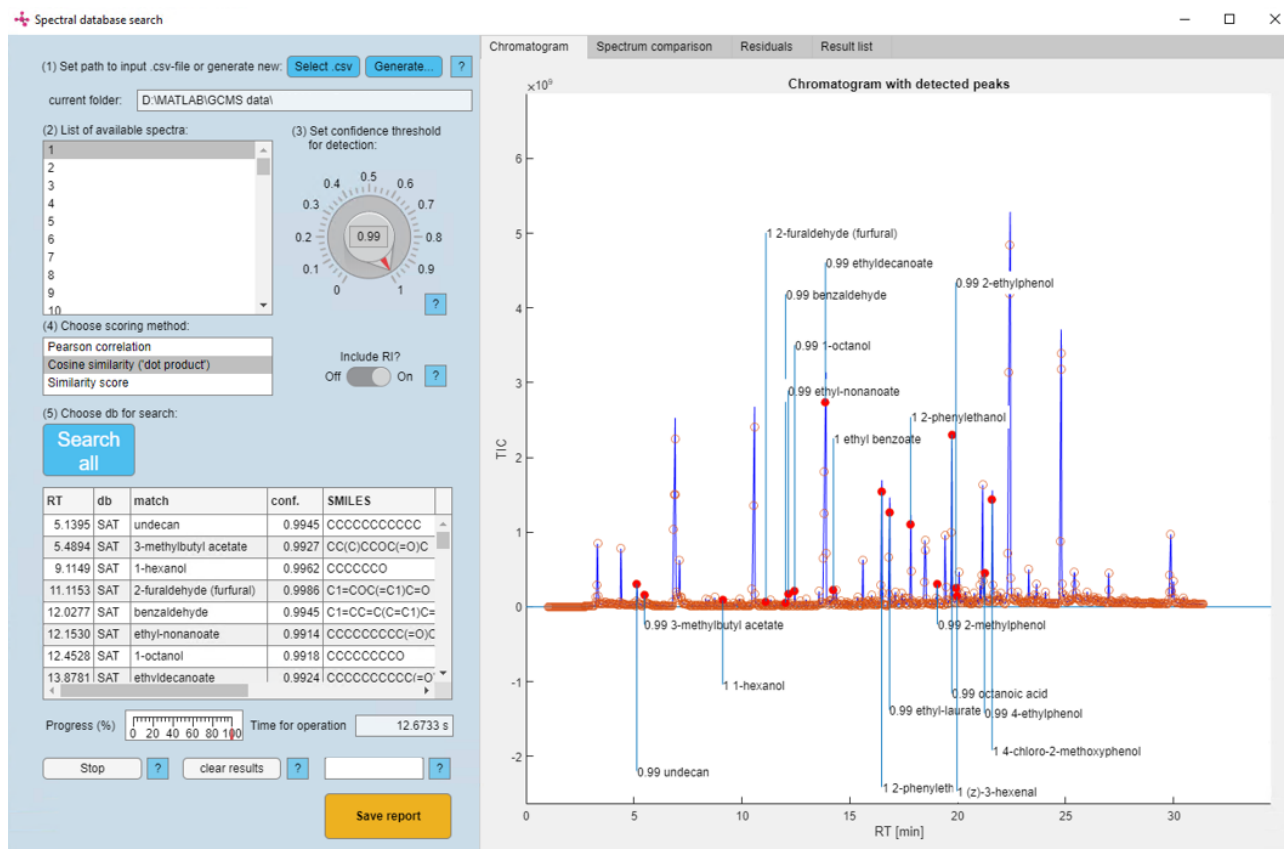 Spectral database search
(1) Set path to input .csv-file or generate new: Select .csv Generate... ?
current folder: D:\MATLAB\GCMS data\
(2) List of available spectra:
1
2
3
4
5
6
7
8
9
10
(3) Set confidence threshold
for detection:
0 0.1 0.2 0.3 0.4 0.5 0.6 0.7 0.8 0.9 1
0.99
?
(4) Choose scoring method:
Pearson correlation
Cosine similarity ('dot product')
Similarity score
Include RI?
Off On ?
(5) Choose db for search:
Search
all
RT db match conf. SMILES
5.1395 SAT undecan 0.9945 CCCCCCCCCCC
5.4894 SAT 3-methylbutyl acetate 0.9927 CC(C)CCOC(=O)C
9.1149 SAT 1-hexanol 0.9962 CCCCCCO
11.1153 SAT 2-furaldehyde (furfural) 0.9986 C1=COC(=C1)C=O
12.0277 SAT benzaldehyde 0.9945 C1=CC=C(C=C1)C=
12.1530 SAT ethyl-nonanoate 0.9914 CCCCCCCCC(=O)C
12.4528 SAT 1-octanol 0.9918 CCCCCCCCO
13.8781 SAT ethyldecanoate 0.9924 CCCCCCCCCC(=O
Progress (%) 0 20 40 60 80 100 Time for operation 12.6733 s
Stop ? clear results ? ?
Save report
Chromatogram Spectrum comparison Residuals Result list
Chromatogram with detected peaks
×10⁹
6
5
4
3
2
1
0
-1
-2
TIC
1 2-furaldehyde (furfural)
0.99 ethyldecanoate
0.99 2-ethylphenol
0.99 benzaldehyde
0.99 1-octanol
0.99 ethyl-nonanoate
1 2-phenylethanol
1 ethyl benzoate
0.99 3-methylbutyl acetate
0.99 2-methylphenol
1 1-hexanol
0.99 octanoic acid
0.99 ethyl-laurate
0.99 4-ethylphenol
1 4-chloro-2-methoxyphenol
0.99 undecan
1 2-phenyleth
1 (z)-3-hexenal
0 5 10 15 20 25 30
RT [min]